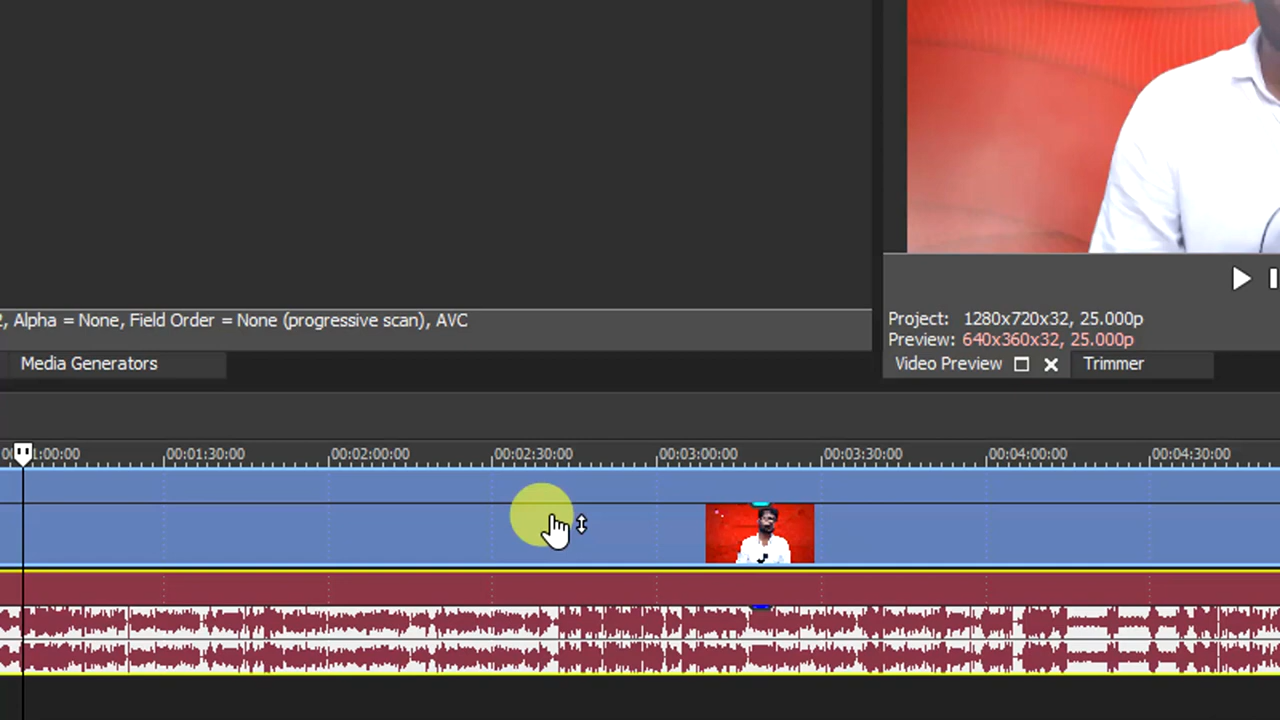 , Alpha = None, Field Order = None (progressive scan), AVC
Project: 1280x720x32, 25.000p
Preview: 640x360x32, 25.000p
Media Generators
Video Preview
Trimmer
00:01:30:00 00:02:00:00 00:02:30:00 00:03:00:00 00:03:30:00 00:04:00:00 00:04:30:00